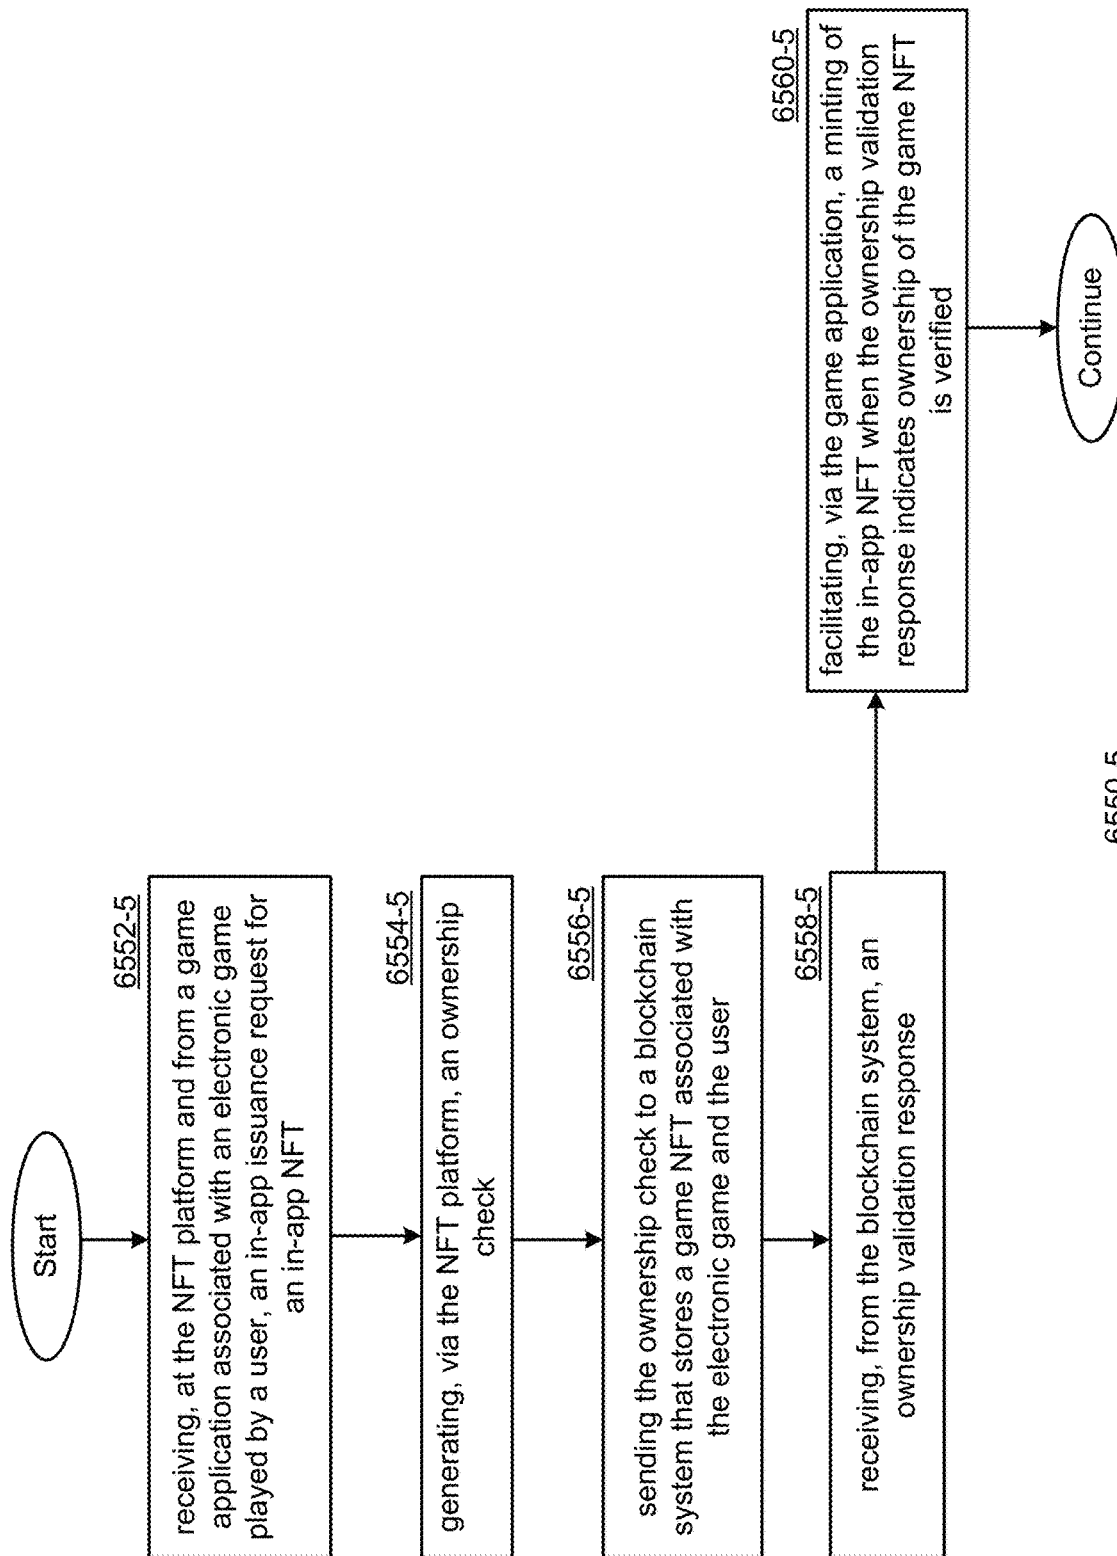 Start
6552-5
receiving, at the NFT platform and from a game
application associated with an electronic game
played by a user, an in-app issuance request for
an in-app NFT
6554-5
generating, via the NFT platform, an ownership
check
6556-5
sending the ownership check to a blockchain
system that stores a game NFT associated with
the electronic game and the user
6558-5
receiving, from the blockchain system, an
ownership validation response
6560-5
facilitating, via the game application, a minting of
the in-app NFT when the ownership validation
response indicates ownership of the game NFT
is verified
Continue
6550-5